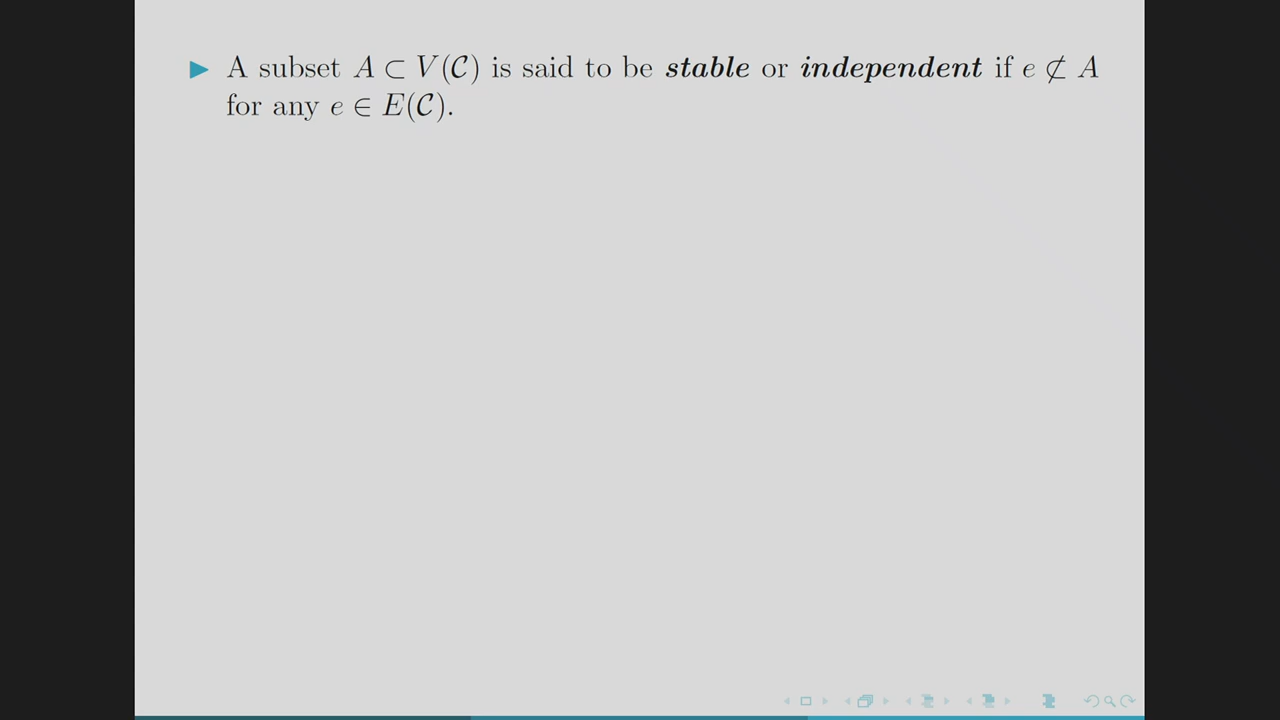 A subset A ⊂ V(𝒞) is said to be stable or independent if e ⊄ A
for any e ∈ E(𝒞).